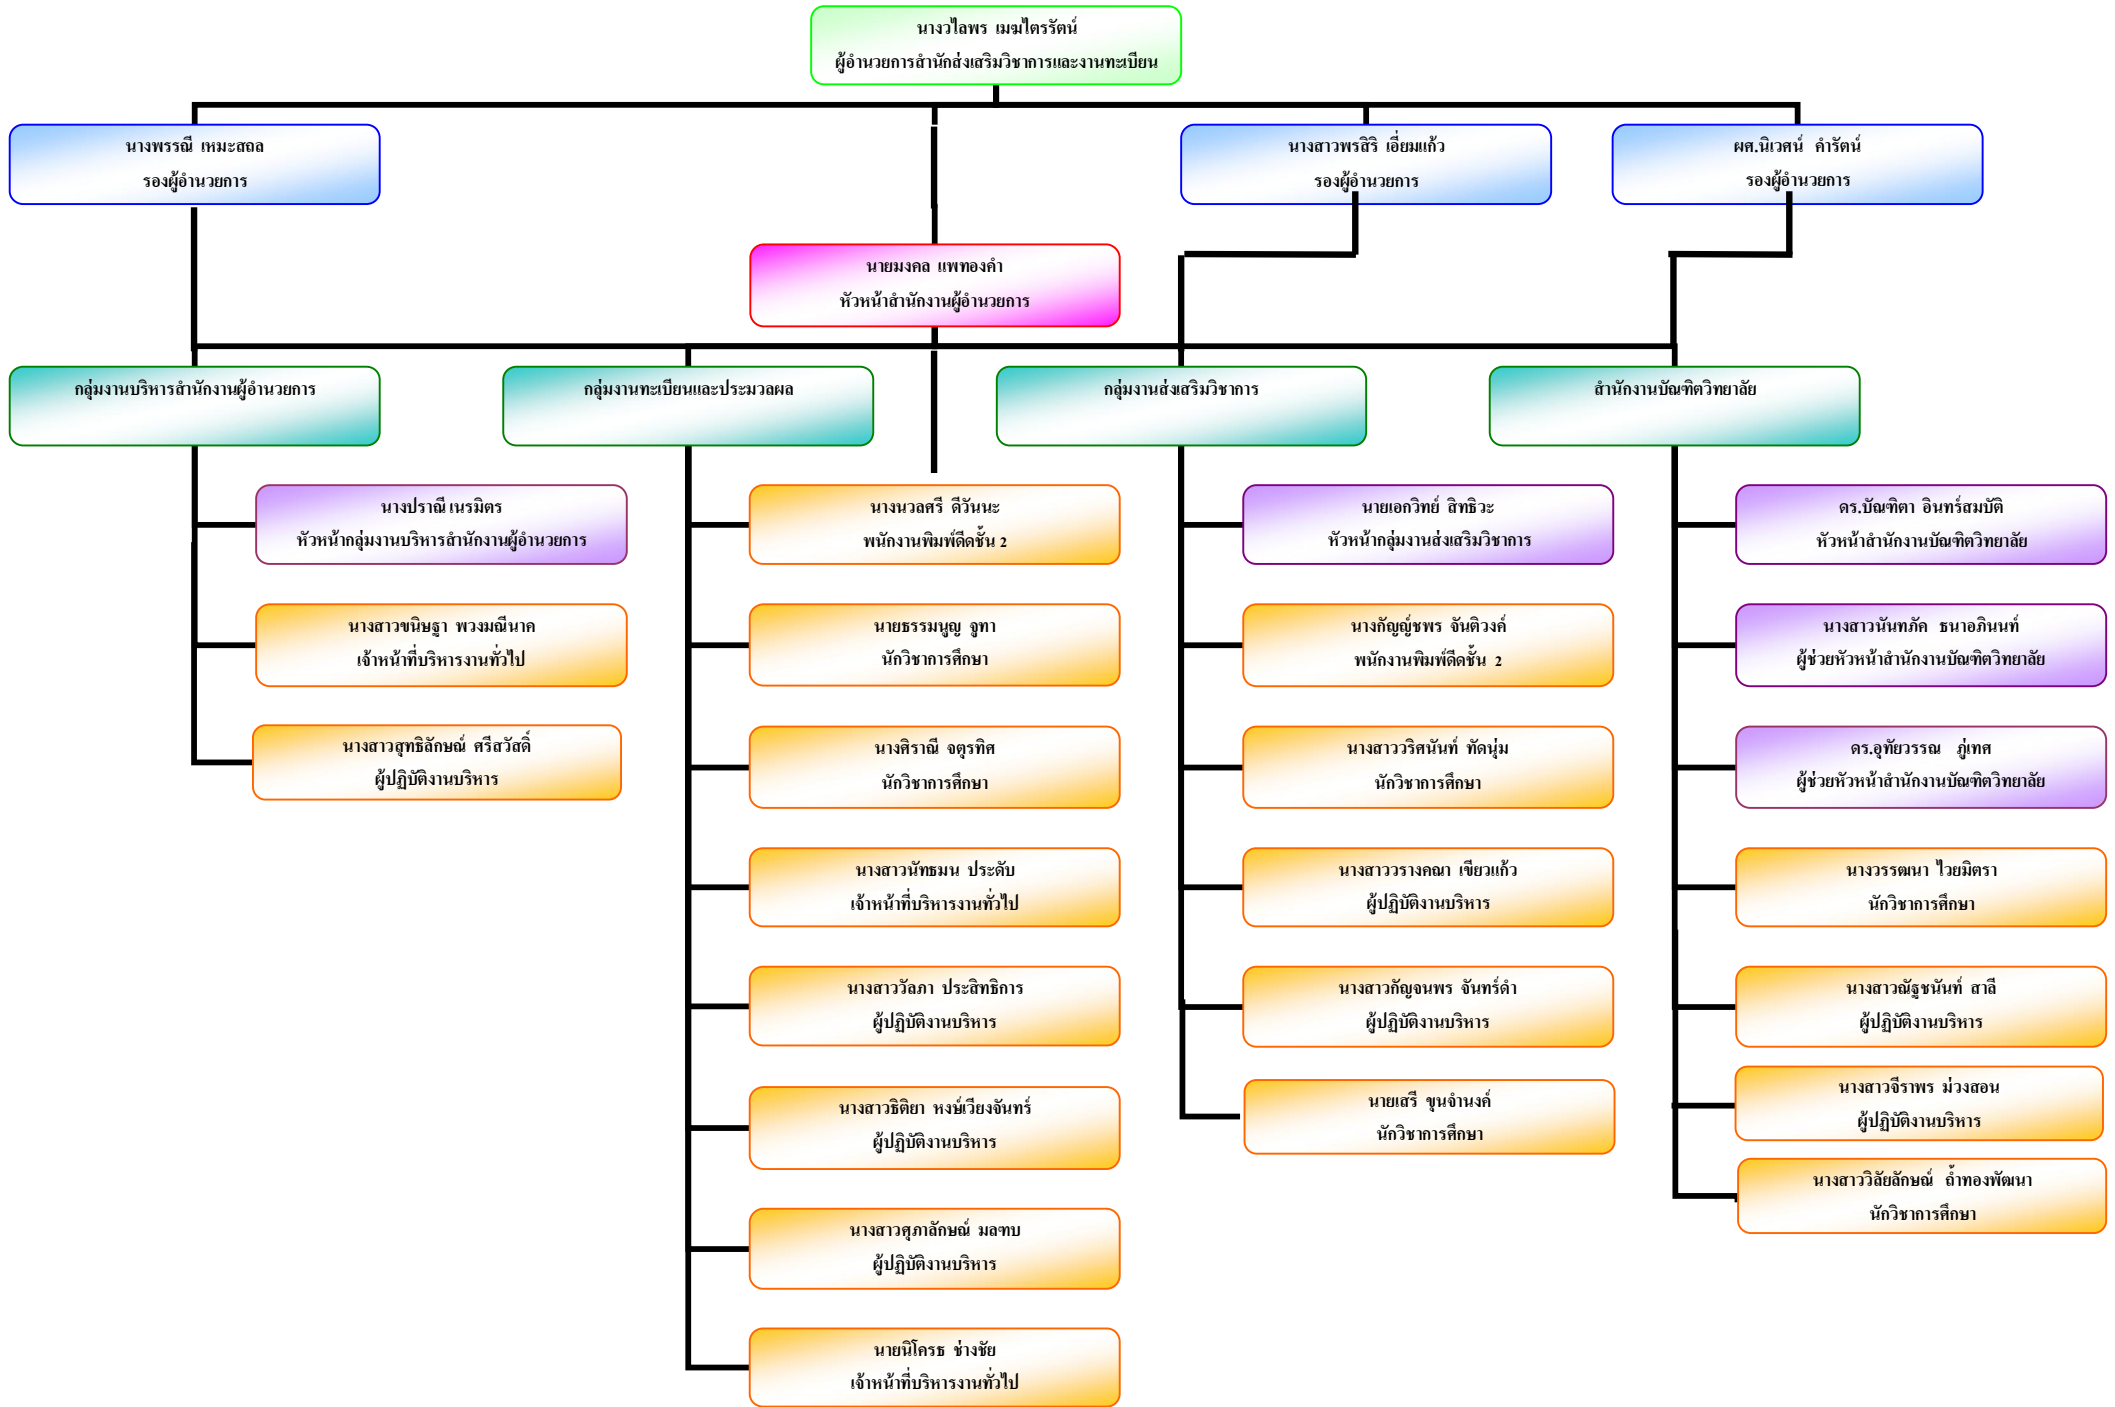 นางวไลพร เมฆไตรรัตน์
ผู้อำนวยการสำนักส่งเสริมวิชาการและงานทะเบียน
นางพรรณี เหมะสถล
รองผู้อำนวยการ
นางสาวพรสิริ เอี่ยมแก้ว
รองผู้อำนวยการ
ผศ.นิเวศน์ คำรัตน์
รองผู้อำนวยการ
นายมงคล แพทองคำ
หัวหน้าสำนักงานผู้อำนวยการ
กลุ่มงานบริหารสำนักงานผู้อำนวยการ
กลุ่มงานทะเบียนและประมวลผล
กลุ่มงานส่งเสริมวิชาการ
สำนักงานบัณฑิตวิทยาลัย
นางปราณี เนรมิตร
หัวหน้ากลุ่มงานบริหารสำนักงานผู้อำนวยการ
นางสาวขนิษฐา พวงมณีนาค
เจ้าหน้าที่บริหารงานทั่วไป
นางสาวสุทธิลักษณ์ ศรีสวัสดิ์
ผู้ปฏิบัติงานบริหาร
นางนวลศรี ดีวันนะ
พนักงานพิมพ์ดีดชั้น 2
นายธรรมนูญ จูทา
นักวิชาการศึกษา
นางศิราณี จตุรทิศ
นักวิชาการศึกษา
นางสาวนัทธมน ประดับ
เจ้าหน้าที่บริหารงานทั่วไป
นางสาววัลภา ประสิทธิการ
ผู้ปฏิบัติงานบริหาร
นางสาวธิติยา หงษ์เวียงจันทร์
ผู้ปฏิบัติงานบริหาร
นางสาวศุภาลักษณ์ มลฑบ
ผู้ปฏิบัติงานบริหาร
นายนิโครธ ช่างชัย
เจ้าหน้าที่บริหารงานทั่วไป
นายเอกวิทย์ สิทธิวะ
หัวหน้ากลุ่มงานส่งเสริมวิชาการ
นางกัญญ์ชพร จันติวงค์
พนักงานพิมพ์ดีดชั้น 2
นางสาววริศนันท์ ทัดนุ่ม
นักวิชาการศึกษา
นางสาววรางคณา เขียวแก้ว
ผู้ปฏิบัติงานบริหาร
นางสาวกัญจนพร จันทร์ดำ
ผู้ปฏิบัติงานบริหาร
นายเสรี ขุนจำนงค์
นักวิชาการศึกษา
ดร.บัณฑิตา อินทร์สมบัติ
หัวหน้าสำนักงานบัณฑิตวิทยาลัย
นางสาวนันทภัค ธนาอภินนท์
ผู้ช่วยหัวหน้าสำนักงานบัณฑิตวิทยาลัย
ดร.อุทัยวรรณ ภู่เทศ
ผู้ช่วยหัวหน้าสำนักงานบัณฑิตวิทยาลัย
นางวรรฒนา ไวยมิตรา
นักวิชาการศึกษา
นางสาวณัฐชนันท์ สาลี
ผู้ปฏิบัติงานบริหาร
นางสาวจีราพร ม่วงสอน
ผู้ปฏิบัติงานบริหาร
นางสาววิลัยลักษณ์ ถ้ำทองพัฒนา
นักวิชาการศึกษา